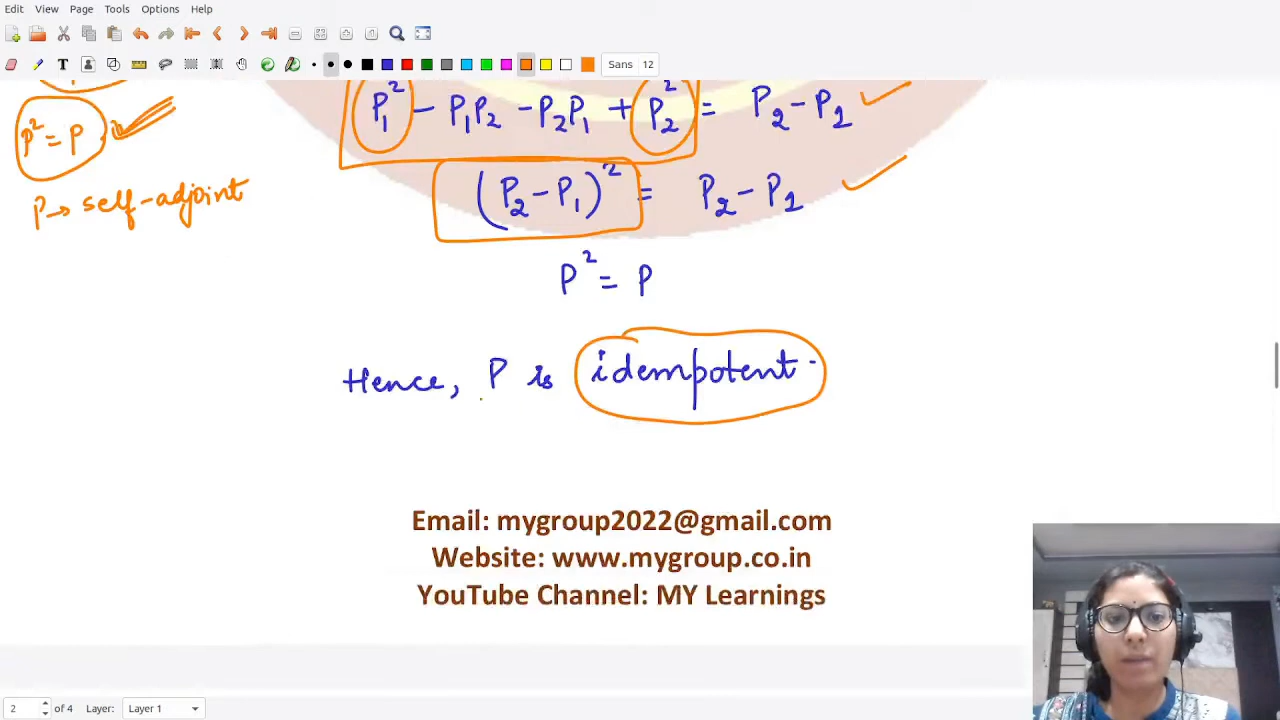 Edit View Page Tools Options Help
Sans 12
P₁² − P₁P₂ − P₂P₁ + P₂² = P₂ − P₁
P² = P
(P₂ − P₁)² = P₂ − P₁
P → self-adjoint
P² = P
Hence, P is idempotent.
Email: mygroup2022@gmail.com
Website: www.mygroup.co.in
YouTube Channel: MY Learnings
2 of 4 Layer: Layer 1